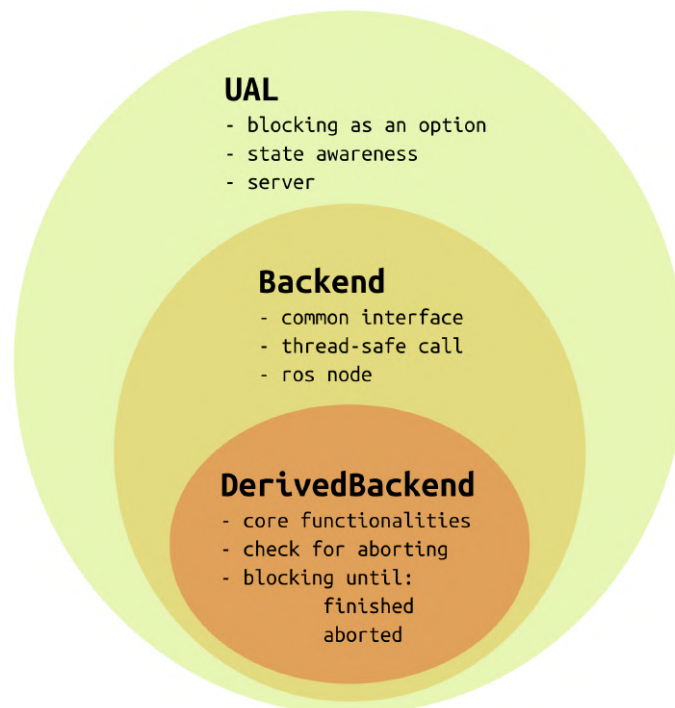 UAL
- blocking as an option
- state awareness
- server
Backend
- common interface
- thread-safe call
- ros node
DerivedBackend
- core functionalities
- check for aborting
- blocking until:
finished
aborted